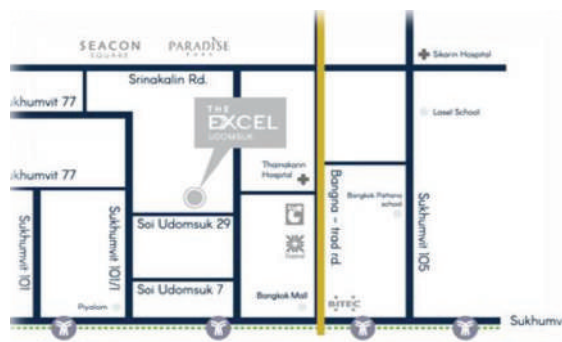 SEACON
SQUARE
PARADISE
PARK
Srinakalin Rd.
Sikarin Hospital
ukhumvit 77
THE
EXCEL
UDOMSUK
Lasel School
Thainakarin
Hospital
ukhumvit 77
Bangna - trad rd.
Bangkok Pattana
school
Sukhumvit 101
Sukhumvit 101/1
Soi Udomsuk 29
Sukhumvit 105
Soi Udomsuk 7
Piyalom
Bangkok Mall
BITEC
Sukhumv